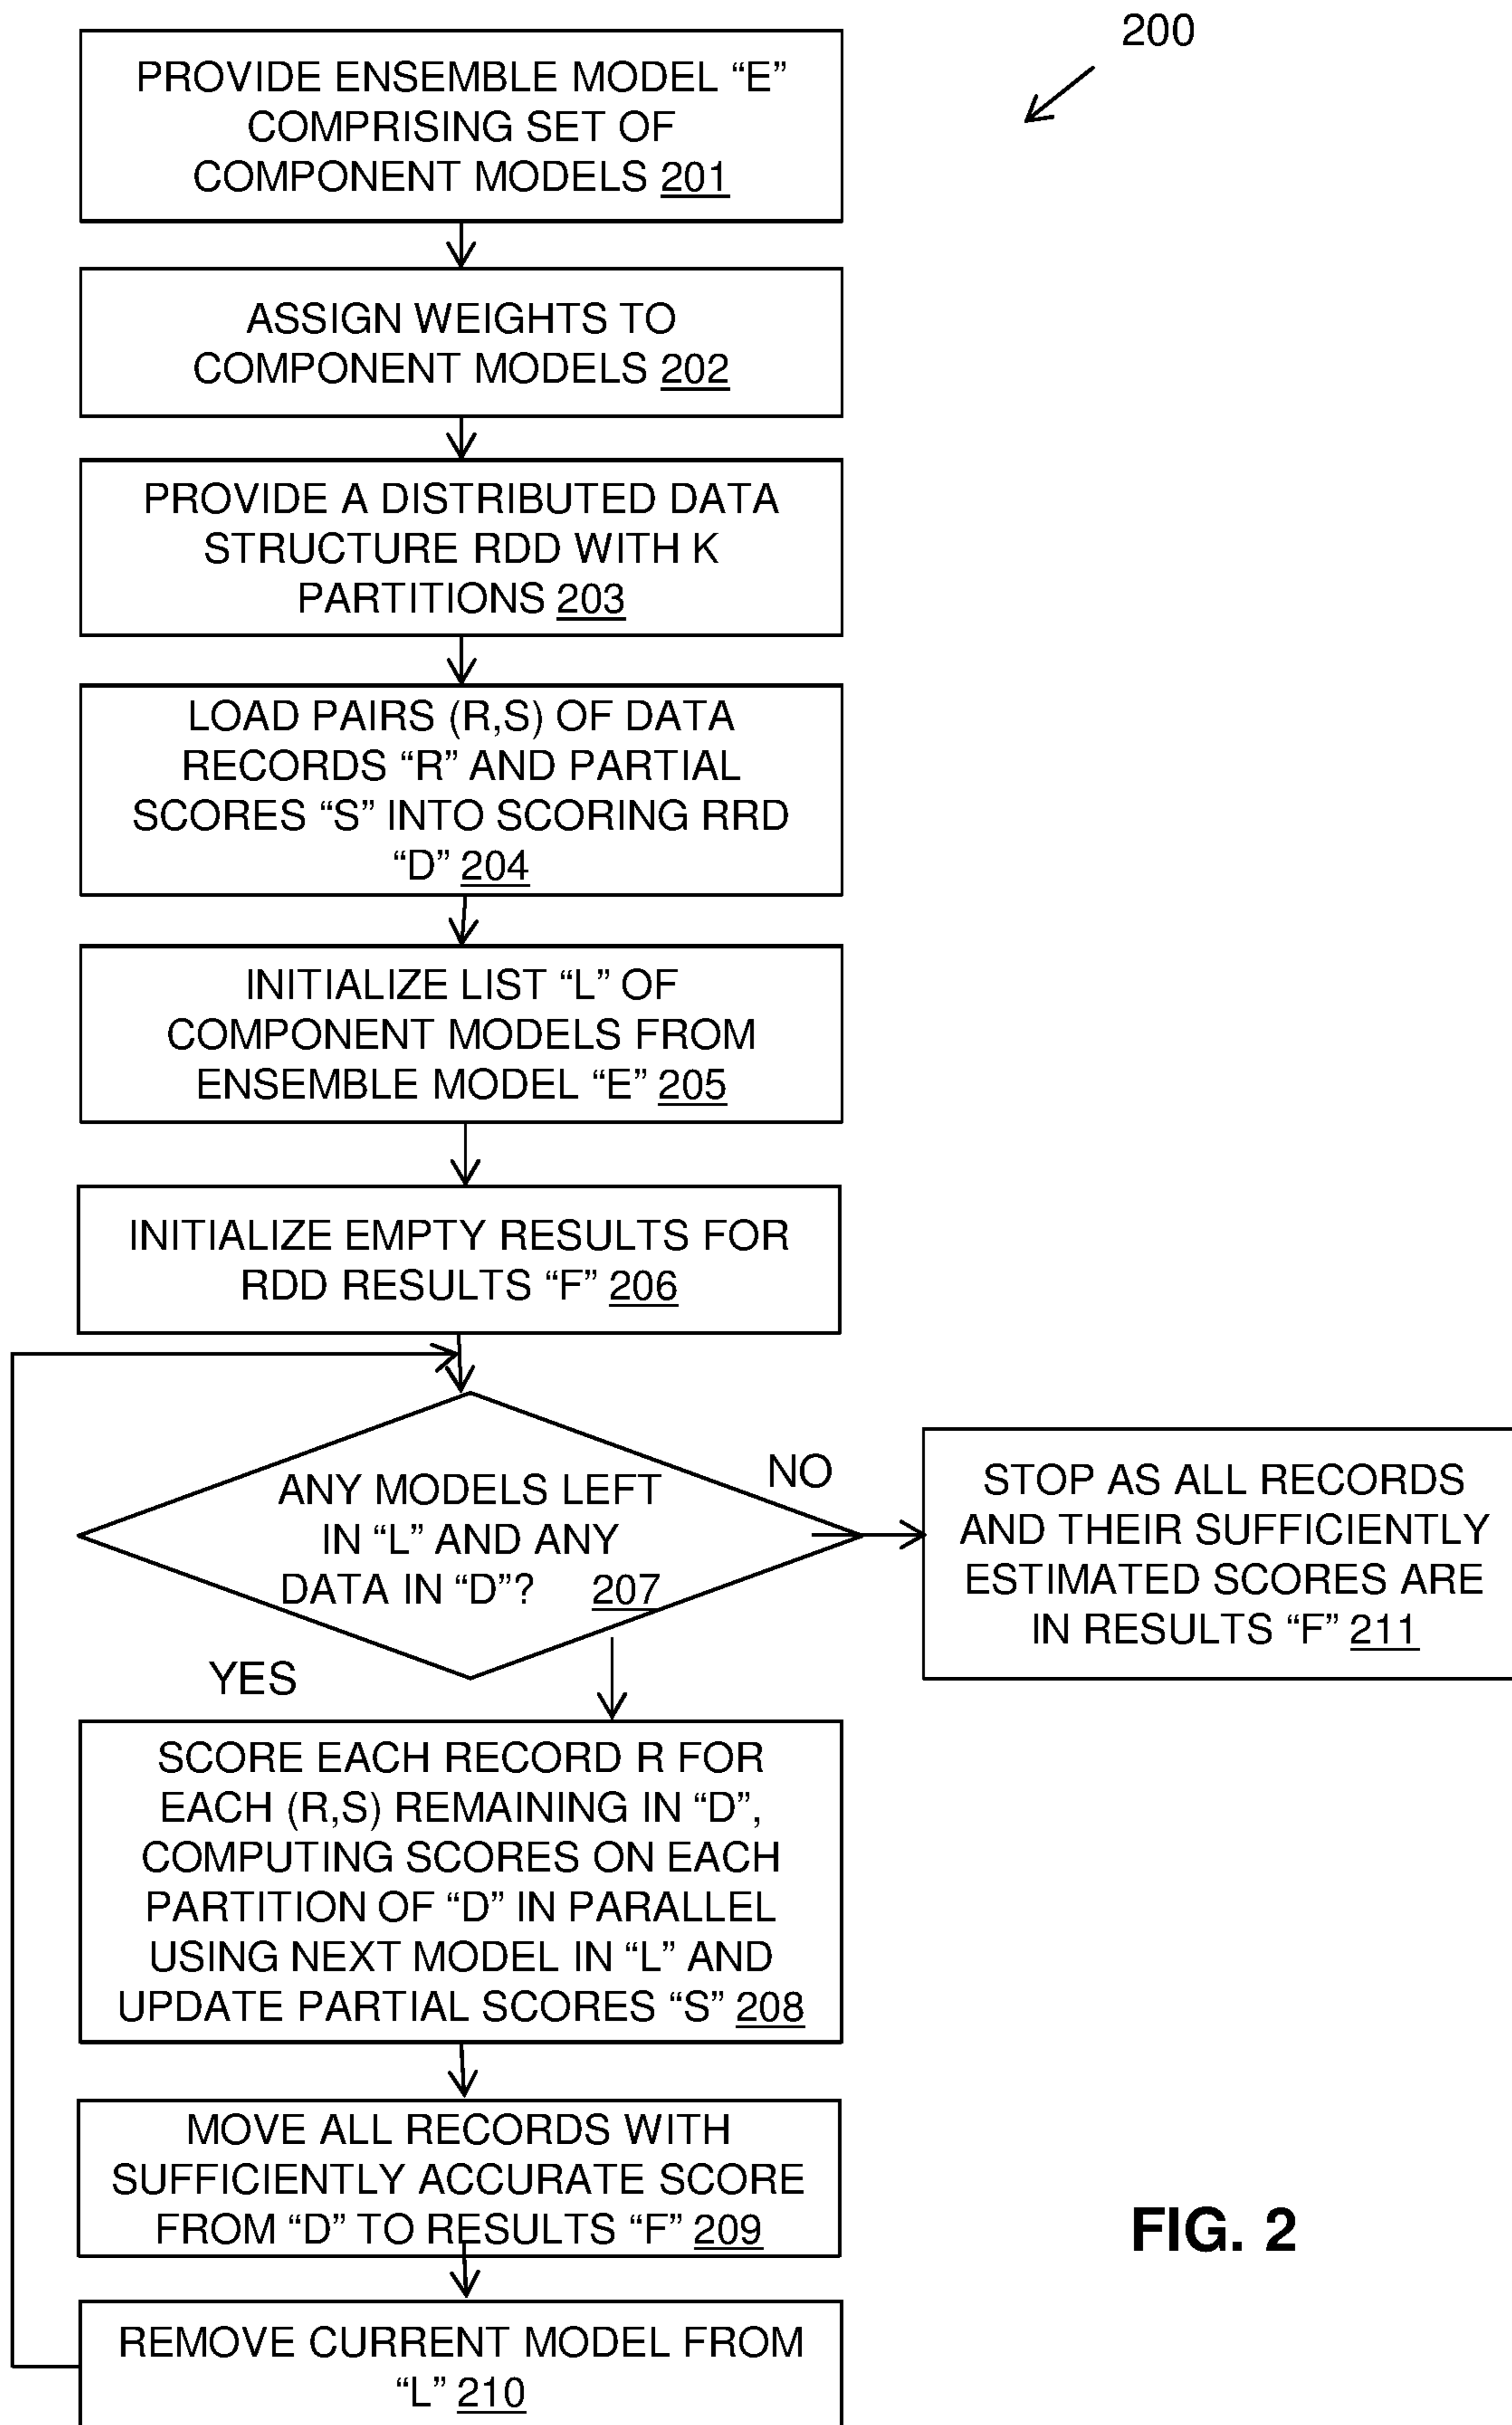 200
PROVIDE ENSEMBLE MODEL “E”
COMPRISING SET OF
COMPONENT MODELS 201
ASSIGN WEIGHTS TO
COMPONENT MODELS 202
PROVIDE A DISTRIBUTED DATA
STRUCTURE RDD WITH K
PARTITIONS 203
LOAD PAIRS (R,S) OF DATA
RECORDS “R” AND PARTIAL
SCORES “S” INTO SCORING RRD
“D” 204
INITIALIZE LIST “L” OF
COMPONENT MODELS FROM
ENSEMBLE MODEL “E” 205
INITIALIZE EMPTY RESULTS FOR
RDD RESULTS “F” 206
ANY MODELS LEFT
IN “L” AND ANY
DATA IN “D”? 207
NO
STOP AS ALL RECORDS
AND THEIR SUFFICIENTLY
ESTIMATED SCORES ARE
IN RESULTS “F” 211
YES
SCORE EACH RECORD R FOR
EACH (R,S) REMAINING IN “D”,
COMPUTING SCORES ON EACH
PARTITION OF “D” IN PARALLEL
USING NEXT MODEL IN “L” AND
UPDATE PARTIAL SCORES “S” 208
MOVE ALL RECORDS WITH
SUFFICIENTLY ACCURATE SCORE
FROM “D” TO RESULTS “F” 209
REMOVE CURRENT MODEL FROM
“L” 210
FIG. 2